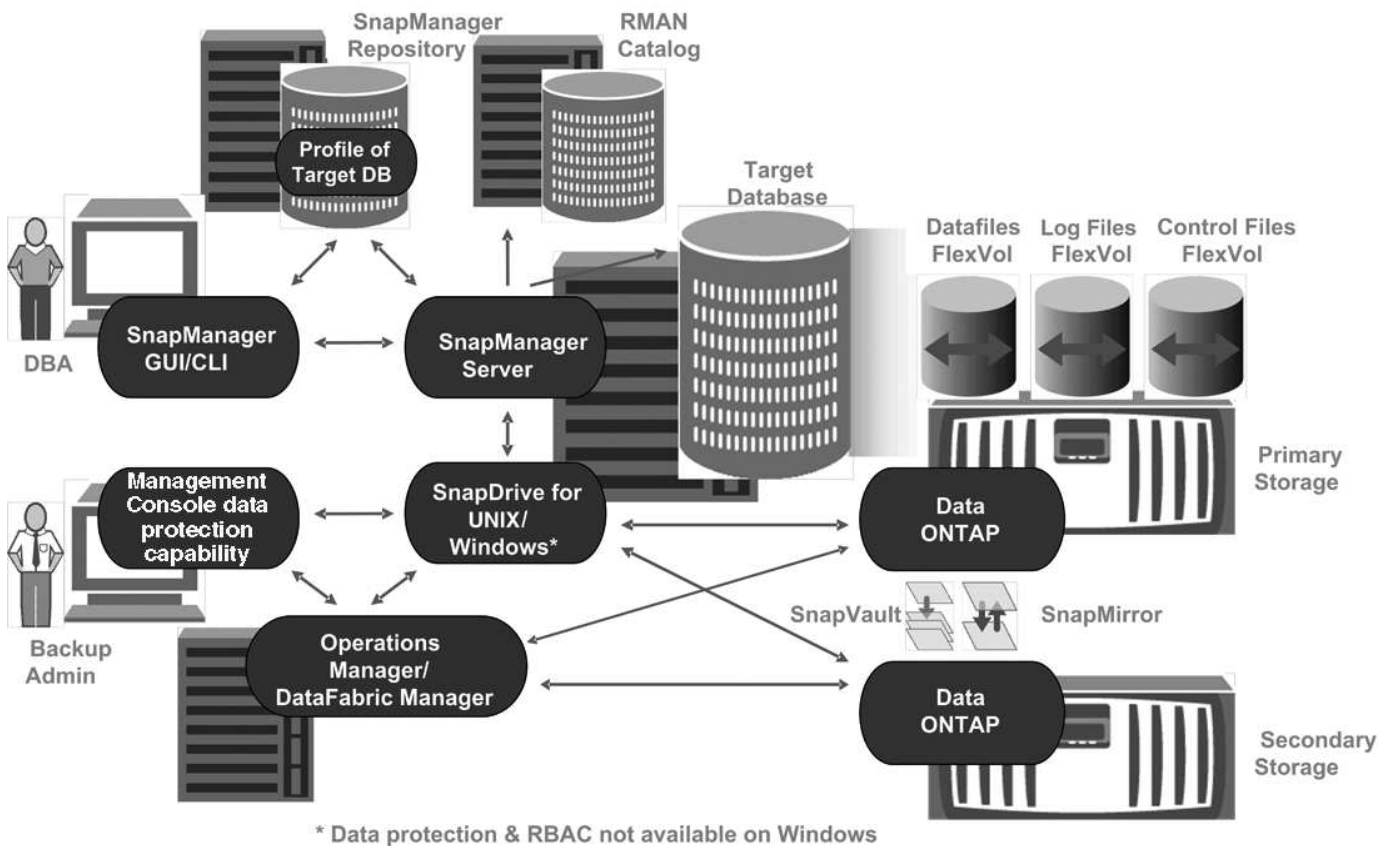 SnapManager
Repository
RMAN
Catalog
Profile of
Target DB
Target
Database
Datafiles
FlexVol
Log Files
FlexVol
Control Files
FlexVol
DBA
SnapManager
GUI/CLI
SnapManager
Server
Primary
Storage
Management
Console data
protection
capability
SnapDrive for
UNIX/
Windows*
Data
ONTAP
SnapVault
SnapMirror
Backup
Admin
Operations
Manager/
DataFabric Manager
Data
ONTAP
Secondary
Storage
* Data protection & RBAC not available on Windows